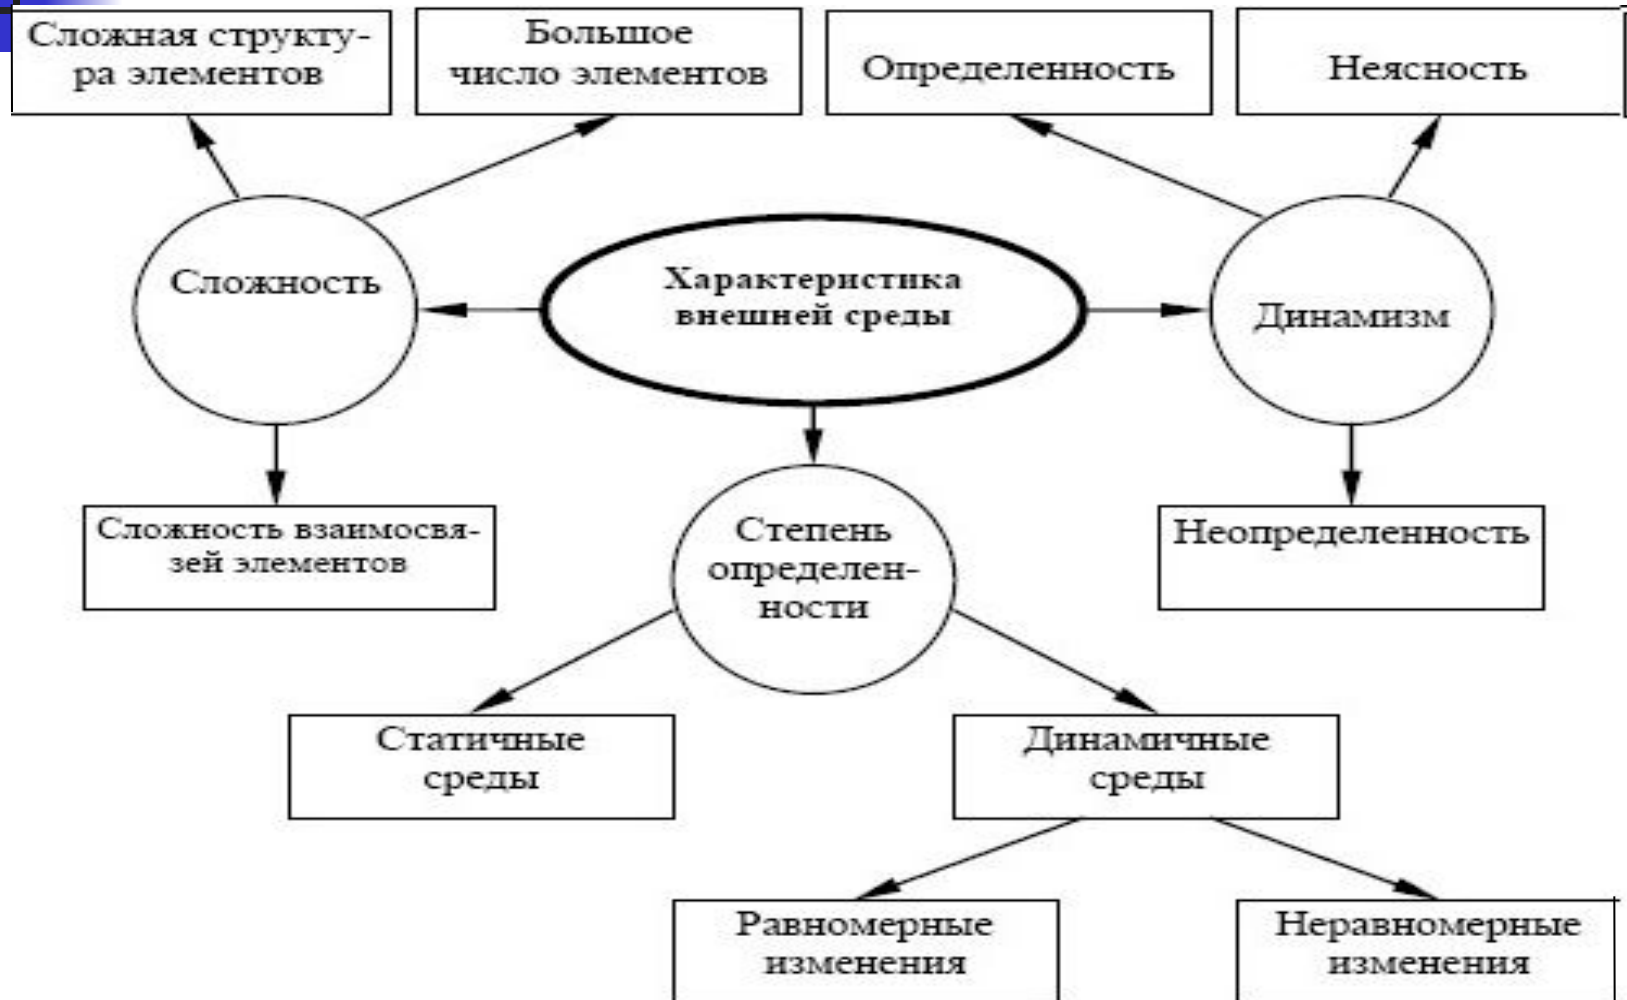 Сложная структу-
ра элементов
Большое
число элементов
Определенность
Неясность
Сложность
Характеристика
внешней среды
Динамизм
Сложность взаимосвя-
зей элементов
Степень
определен-
ности
Неопределенность
Статичные
среды
Динамичные
среды
Равномерные
изменения
Неравномерные
изменения